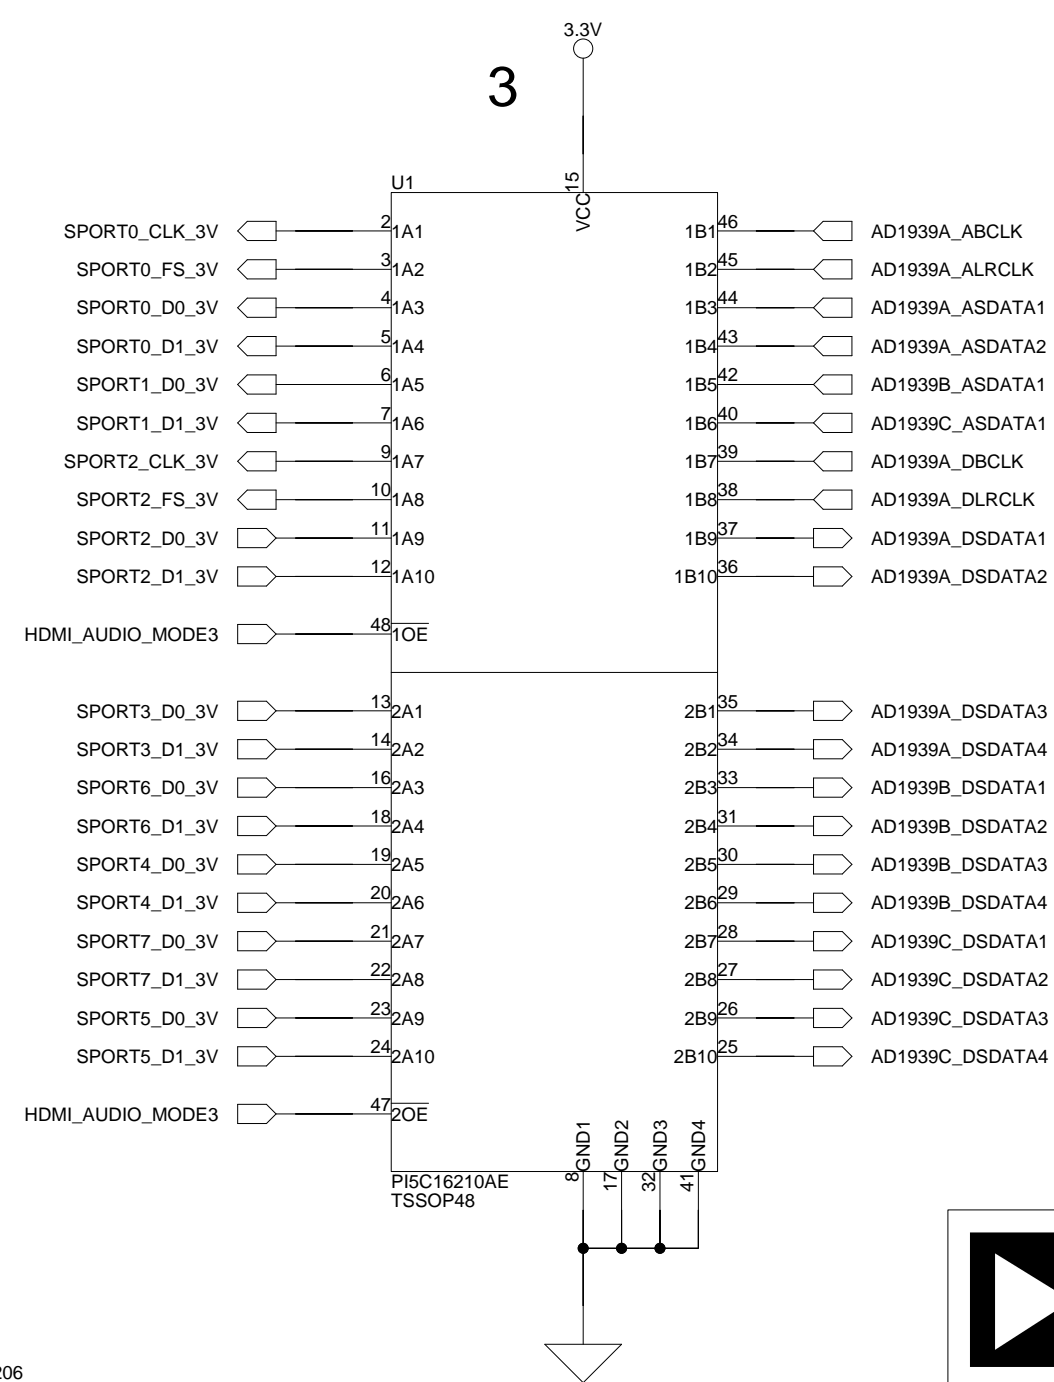 3.3V
3
U1
15
VCC
SPORT0_CLK_3V 2 1A1 1B1 46 AD1939A_ABCLK
SPORT0_FS_3V 3 1A2 1B2 45 AD1939A_ALRCLK
SPORT0_D0_3V 4 1A3 1B3 44 AD1939A_ASDATA1
SPORT0_D1_3V 5 1A4 1B4 43 AD1939A_ASDATA2
SPORT1_D0_3V 6 1A5 1B5 42 AD1939B_ASDATA1
SPORT1_D1_3V 7 1A6 1B6 40 AD1939C_ASDATA1
SPORT2_CLK_3V 9 1A7 1B7 39 AD1939A_DBCLK
SPORT2_FS_3V 10 1A8 1B8 38 AD1939A_DLRCLK
SPORT2_D0_3V 11 1A9 1B9 37 AD1939A_DSDATA1
SPORT2_D1_3V 12 1A10 1B10 36 AD1939A_DSDATA2
HDMI_AUDIO_MODE3 48 1OE
SPORT3_D0_3V 13 2A1 2B1 35 AD1939A_DSDATA3
SPORT3_D1_3V 14 2A2 2B2 34 AD1939A_DSDATA4
SPORT6_D0_3V 16 2A3 2B3 33 AD1939B_DSDATA1
SPORT6_D1_3V 18 2A4 2B4 31 AD1939B_DSDATA2
SPORT4_D0_3V 19 2A5 2B5 30 AD1939B_DSDATA3
SPORT4_D1_3V 20 2A6 2B6 29 AD1939B_DSDATA4
SPORT7_D0_3V 21 2A7 2B7 28 AD1939C_DSDATA1
SPORT7_D1_3V 22 2A8 2B8 27 AD1939C_DSDATA2
SPORT5_D0_3V 23 2A9 2B9 26 AD1939C_DSDATA3
SPORT5_D1_3V 24 2A10 2B10 25 AD1939C_DSDATA4
HDMI_AUDIO_MODE3 47 2OE
GND1 GND2 GND3 GND4
8 17 32 41
PI5C16210AE
TSSOP48